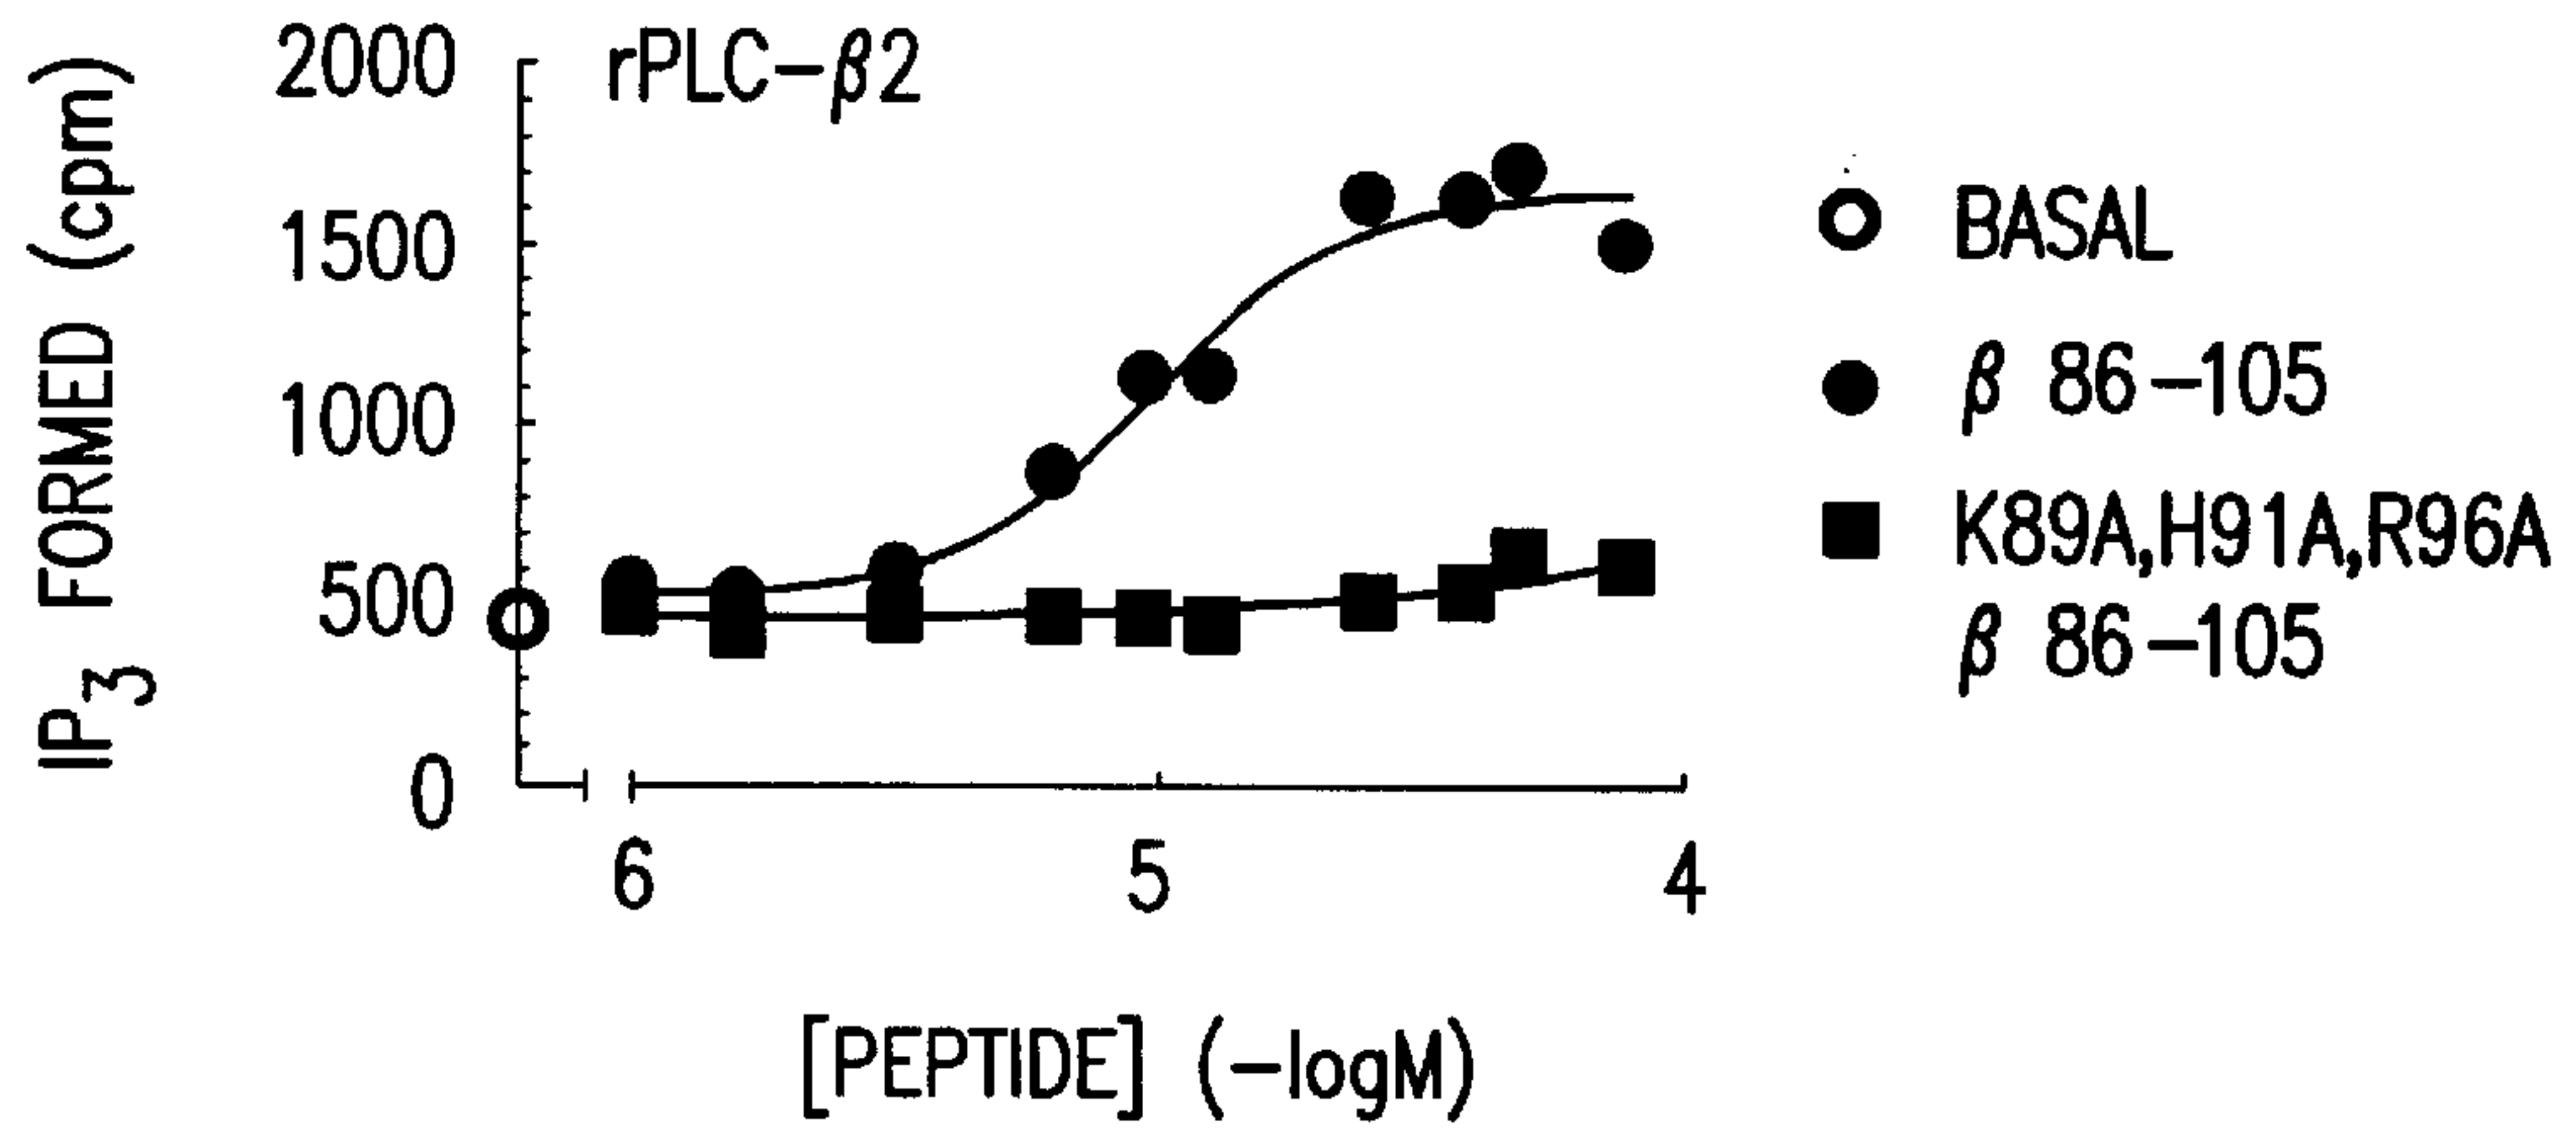 IP3 FORMED (cpm)
2000
1500
1000
500
0
rPLC-β2
6
5
4
[PEPTIDE] (-logM)
BASAL
β 86-105
K89A,H91A,R96A
β 86-105